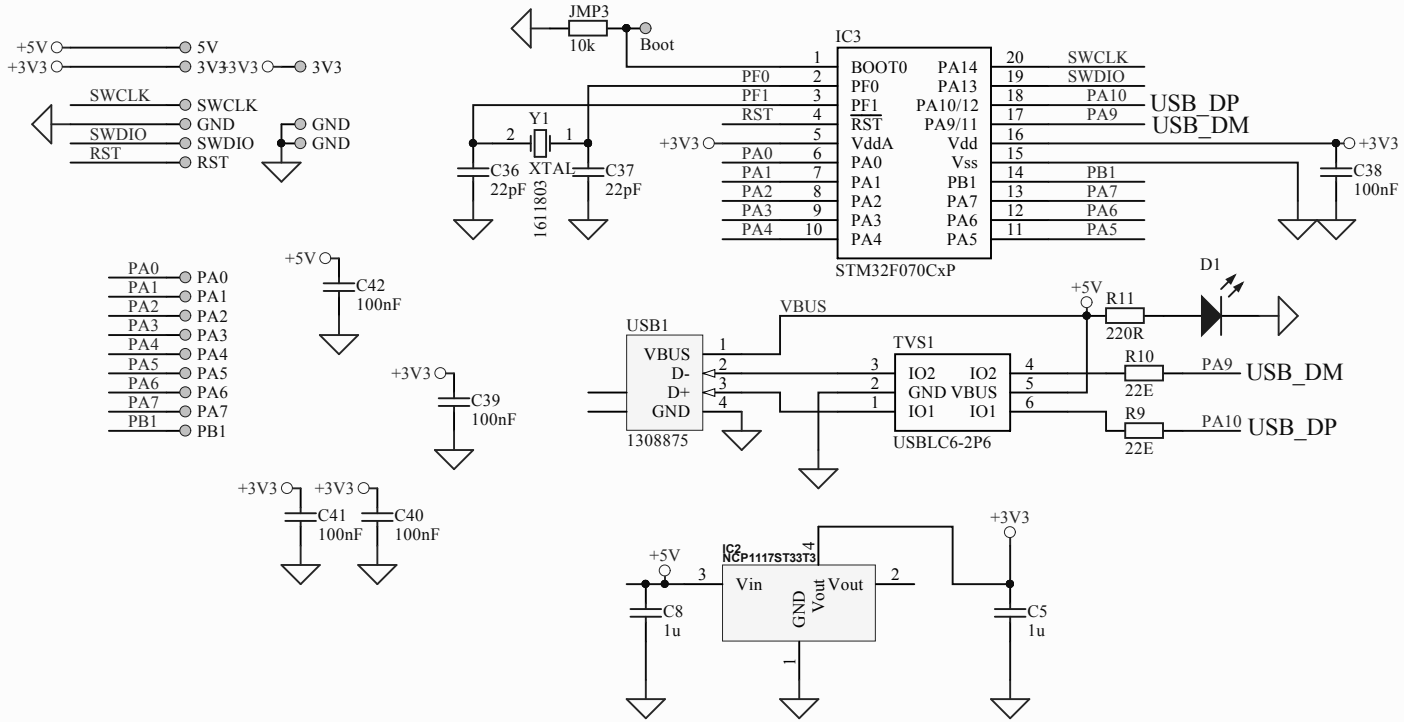 +5V 5V
+3V3 3V3 +3V3 3V3
SWCLK SWCLK
GND GND
SWDIO SWDIO GND
RST RST
JMP3
10k
Boot
PF0
PF1
RST
+3V3
PA0
PA1
PA2
PA3
PA4
2 Y1 1
XTAL
1611803
C36
22pF
C37
22pF
IC3
1 BOOT0 PA14 20 SWCLK
2 PF0 PA13 19 SWDIO
3 PF1 PA10/12 18 PA10 USB_DP
4 RST PA9/11 17 PA9 USB_DM
5 VddA Vdd 16 +3V3
6 PA0 Vss 15
7 PA1 PB1 14 PB1
8 PA2 PA7 13 PA7
9 PA3 PA6 12 PA6
10 PA4 PA5 11 PA5
STM32F070CxP
C38
100nF
PA0 PA0
PA1 PA1
PA2 PA2
PA3 PA3
PA4 PA4
PA5 PA5
PA6 PA6
PA7 PA7
PB1 PB1
+5V
C42
100nF
+3V3
C39
100nF
+3V3
C41
100nF
+3V3
C40
100nF
USB1
VBUS 1
D- 2
D+ 3
GND 4
1308875
VBUS
+5V
R11
220R
D1
TVS1
3 IO2 IO2 4
2 GND VBUS 5
1 IO1 IO1 6
USBLC6-2P6
R10
22E
PA9 USB_DM
R9
22E
PA10 USB_DP
IC2
NCP1117ST33T3
+5V
3 Vin
GND
Vout
Vout 2
4
1
C8
1u
+3V3
C5
1u